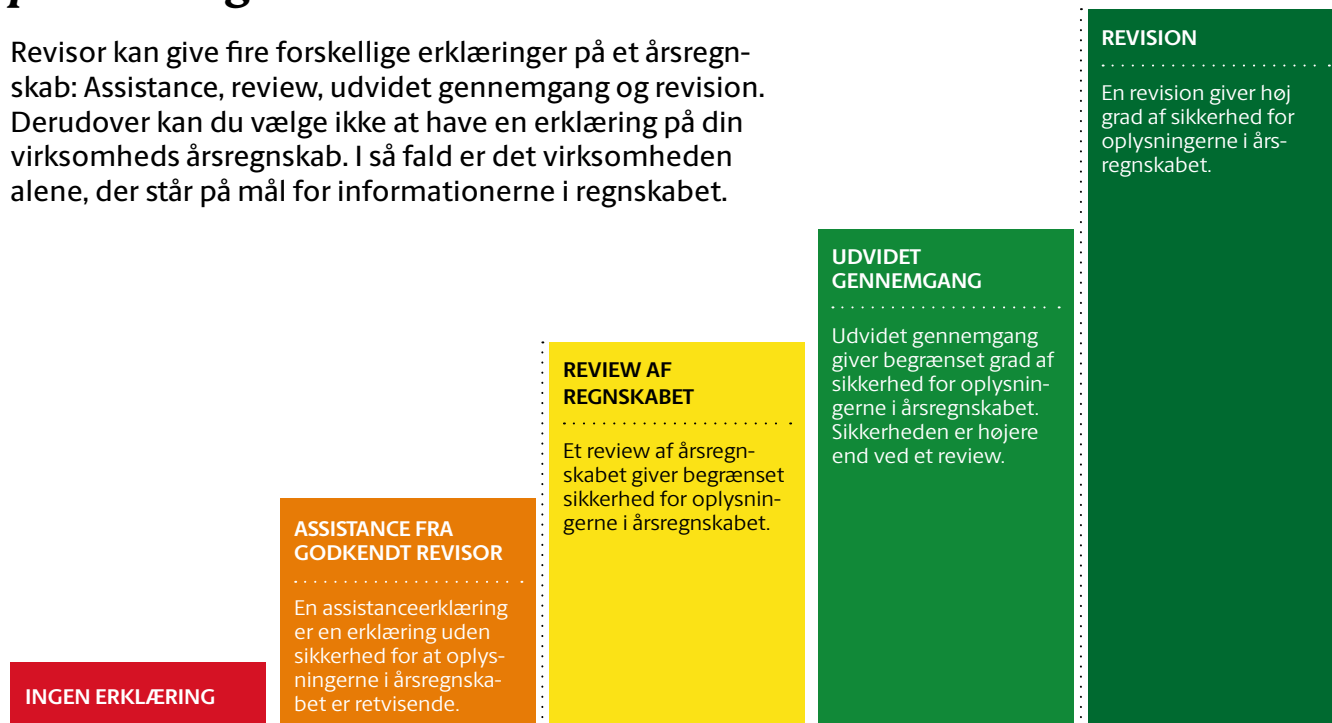 Revisor kan give fire forskellige erklæringer på et årsregn-
skab: Assistance, review, udvidet gennemgang og revision.
Derudover kan du vælge ikke at have en erklæring på din
virksomheds årsregnskab. I så fald er det virksomheden
alene, der står på mål for informationerne i regnskabet.
INGEN ERKLÆRING
ASSISTANCE FRA
GODKENDT REVISOR
En assistanceerklæring
er en erklæring uden
sikkerhed for at oplys-
ningerne i årsregnska-
bet er retvisende.
REVIEW AF
REGNSKABET
Et review af årsregn-
skabet giver begrænset
sikkerhed for oplysnin-
gerne i årsregnskabet.
UDVIDET
GENNEMGANG
Udvidet gennemgang
giver begrænset grad af
sikkerhed for oplysnin-
gerne i årsregnskabet.
Sikkerheden er højere
end ved et review.
REVISION
En revision giver høj
grad af sikkerhed for
oplysningerne i års-
regnskabet.